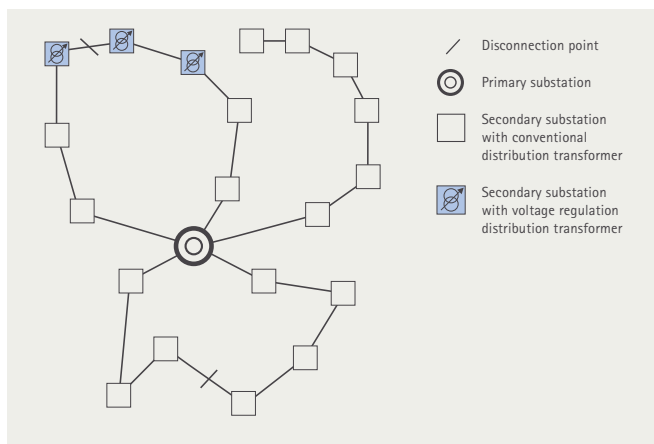 Disconnection point
Primary substation
Secondary substation
with conventional
distribution transformer
Secondary substation
with voltage regulation
distribution transformer